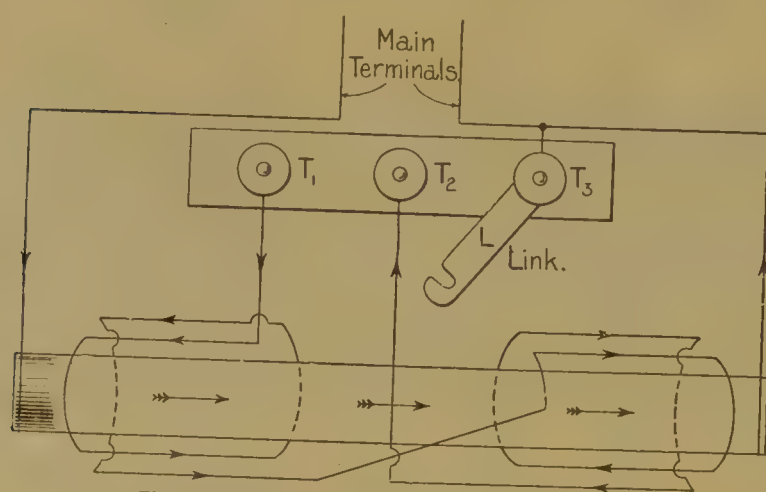 Main
Terminals.
T₁
T₂
T₃
L
Link.